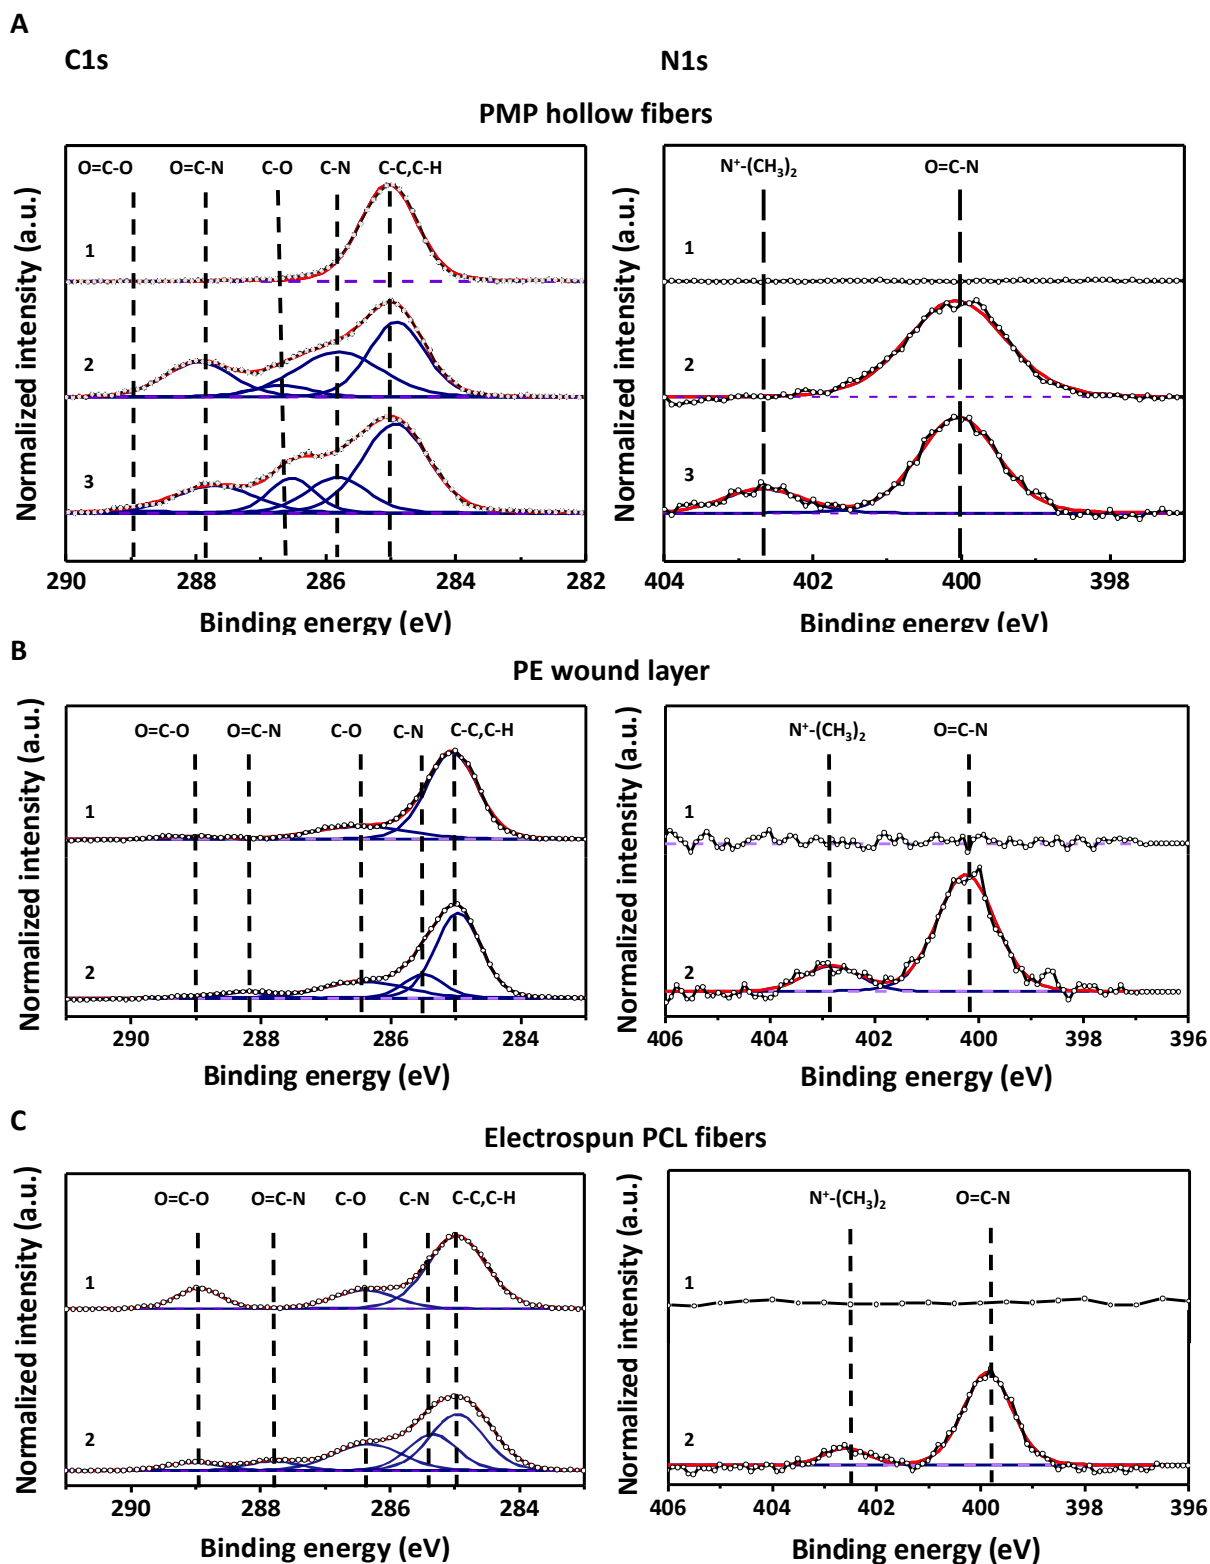 A
C1s N1s
PMP hollow fibers
Normalized intensity (a.u.)
O=C-O O=C-N C-O C-N C-C,C-H
1
2
3
290 288 286 284 282
Binding energy (eV)
Normalized intensity (a.u.)
N⁺-(CH₃)₂ O=C-N
1
2
3
404 402 400 398
Binding energy (eV)
B
PE wound layer
Normalized intensity (a.u.)
O=C-O O=C-N C-O C-N C-C,C-H
1
2
290 288 286 284
Binding energy (eV)
Normalized intensity (a.u.)
N⁺-(CH₃)₂ O=C-N
1
2
406 404 402 400 398 396
Binding energy (eV)
C
Electrospun PCL fibers
Normalized intensity (a.u.)
O=C-O O=C-N C-O C-N C-C,C-H
1
2
290 288 286 284
Binding energy (eV)
Normalized intensity (a.u.)
N⁺-(CH₃)₂ O=C-N
1
2
406 404 402 400 398 396
Binding energy (eV)